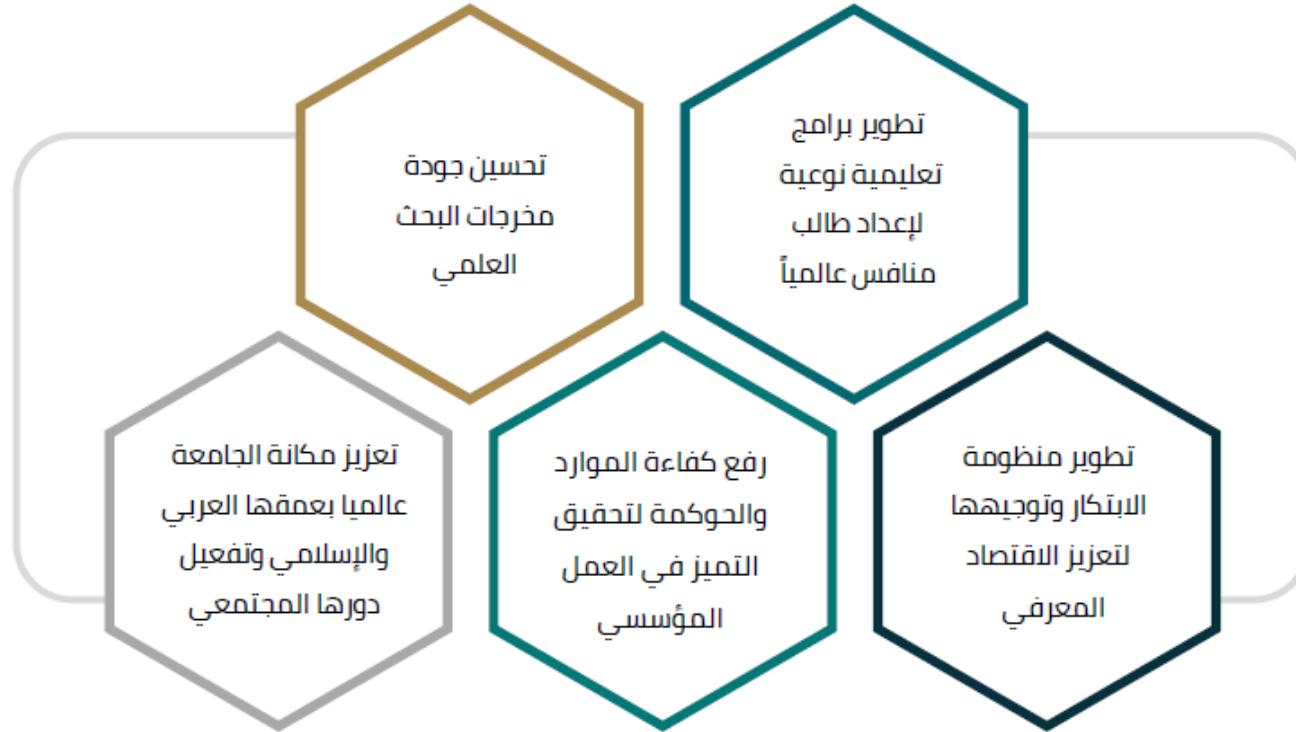 تطوير برامج
تعليمية نوعية
لإعداد طالب
منافس عالمياً
تحسين جودة
مخرجات البحث
العلمي
تطوير منظومة
الابتكار وتوجيهها
لتعزيز الاقتصاد
المعرفي
رفع كفاءة الموارد
والحوكمة لتحقيق
التميز في العمل
المؤسسي
تعزيز مكانة الجامعة
عالميا بعمقها العربي
والإسلامي وتفعيل
دورها المجتمعي